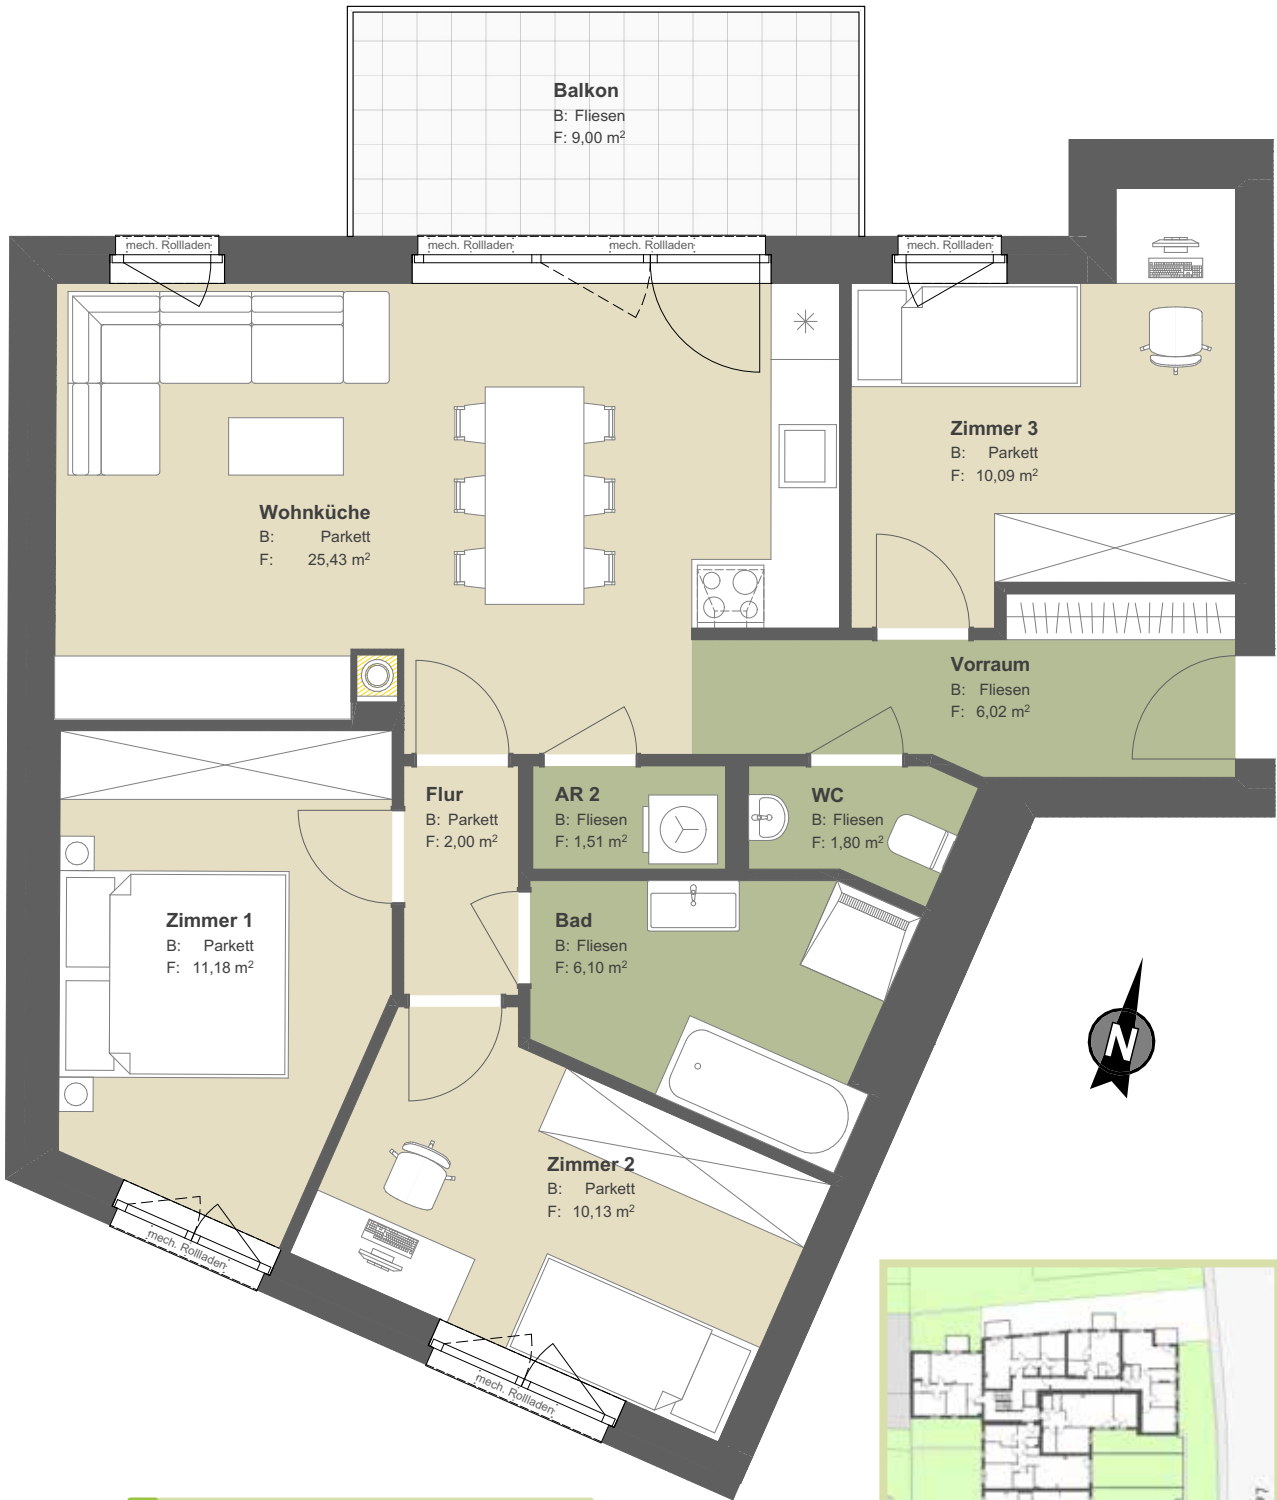 Balkon
B: Fliesen
F: 9,00 m²
mech. Rollladen
mech. Rollladen
mech. Rollladen
mech. Rollladen
Zimmer 3
B: Parkett
F: 10,09 m²
Wohnküche
B: Parkett
F: 25,43 m²
Vorraum
B: Fliesen
F: 6,02 m²
Flur
B: Parkett
F: 2,00 m²
AR 2
B: Fliesen
F: 1,51 m²
WC
B: Fliesen
F: 1,80 m²
Zimmer 1
B: Parkett
F: 11,18 m²
Bad
B: Fliesen
F: 6,10 m²
N
Zimmer 2
B: Parkett
F: 10,13 m²
mech. Rollladen
mech. Rollladen